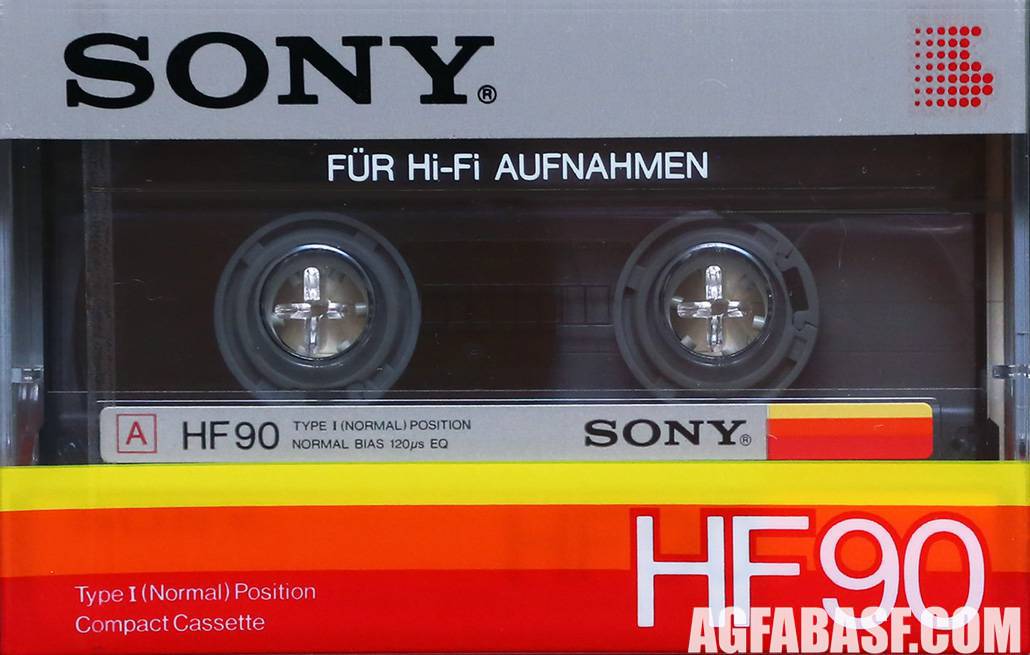 SONY®
FÜR Hi-Fi AUFNAHMEN
A HF90 TYPE I (NORMAL) POSITION
NORMAL BIAS 120μs EQ
SONY®
HF90
Type I (Normal) Position
Compact Cassette
AGFABASF.COM